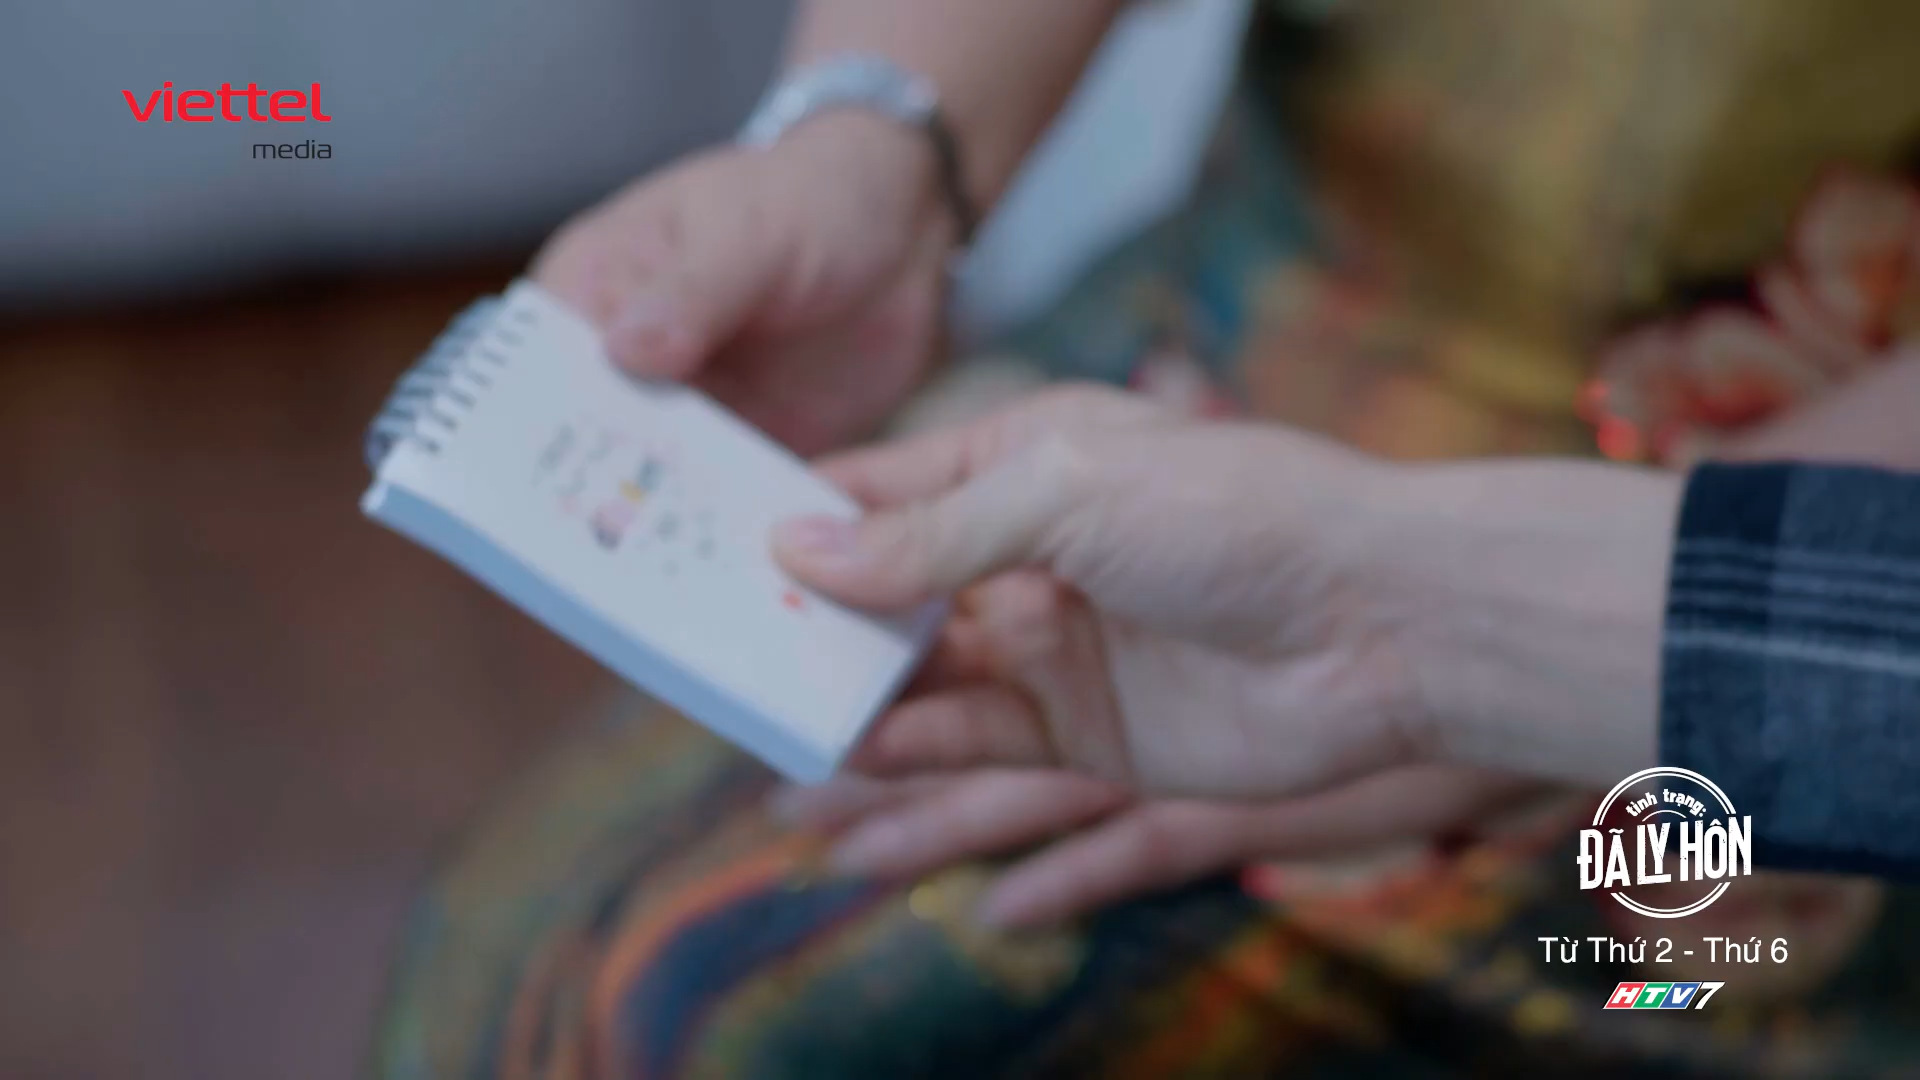 viettel
media
tình trạng:
ĐÃ LY HÔN
Từ Thứ 2 - Thứ 6
HTV7